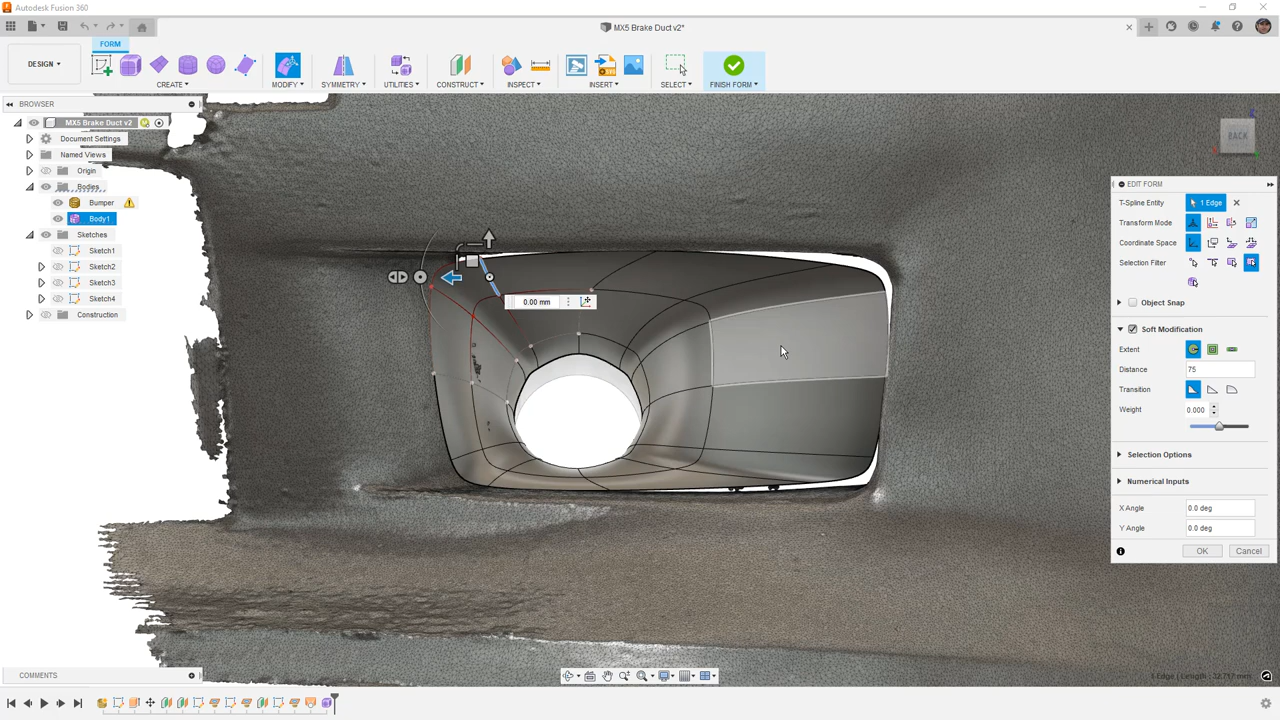 Autodesk Fusion 360
MX5 Brake Duct v2*
FORM
DESIGN
CREATE
MODIFY
SYMMETRY
UTILITIES
CONSTRUCT
INSPECT
INSERT
SELECT
FINISH FORM
BROWSER
MX5 Brake Duct v2
Document Settings
Named Views
Origin
Bodies
Bumper
Body1
Sketches
Sketch1
Sketch2
Sketch3
Sketch4
Construction
0.00 mm
BACK
EDIT FORM
T-Spline Entity
1 Edge
Transform Mode
Coordinate Space
Selection Filter
Object Snap
Soft Modification
Extent
Distance
75
Transition
Weight
0.000
Selection Options
Numerical Inputs
X Angle
0.0 deg
Y Angle
0.0 deg
OK
Cancel
COMMENTS